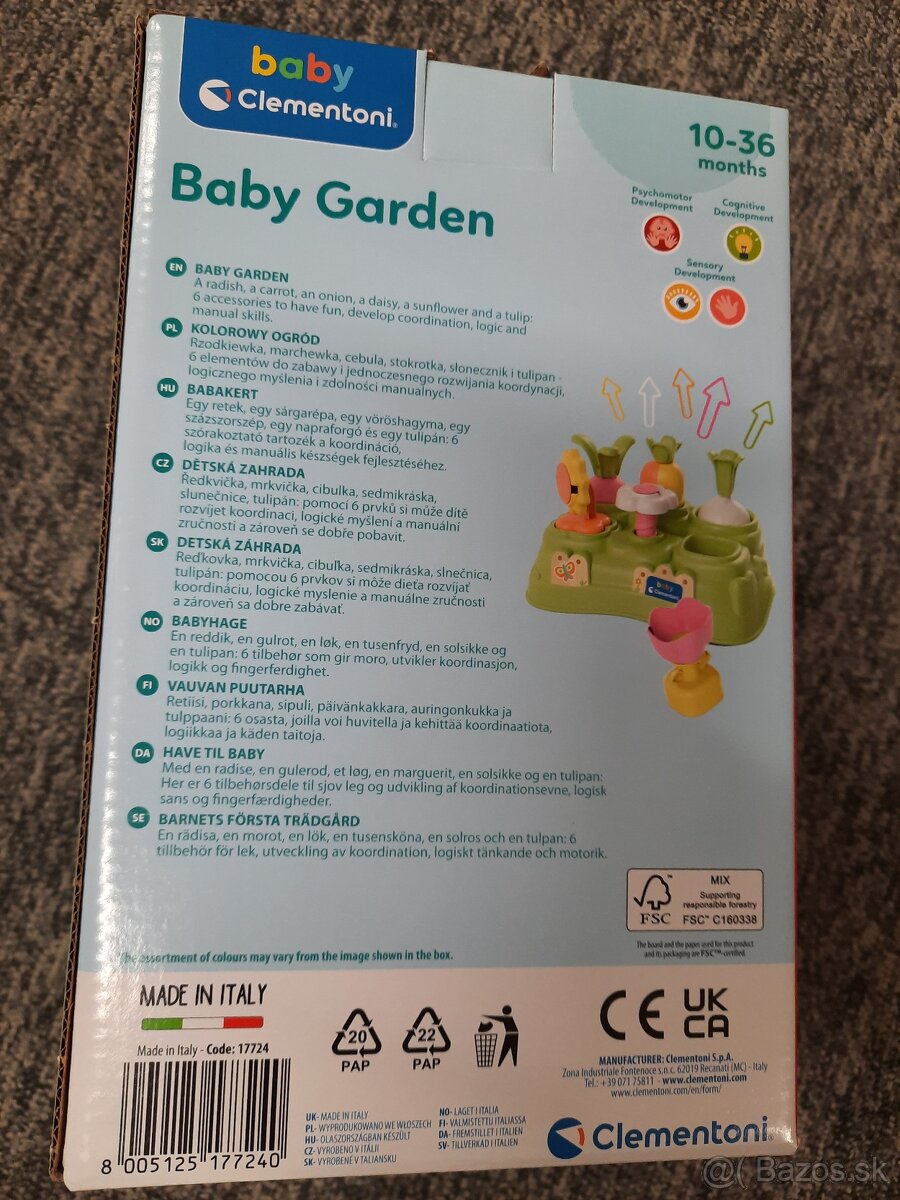 baby
Clementoni®
10-36
months
Baby Garden
Psychomotor
Development
Cognitive
Development
Sensory
Development
EN BABY GARDEN
A radish, a carrot, an onion, a daisy, a sunflower and a tulip:
6 accessories to have fun, develop coordination, logic and
manual skills.
PL KOLOROWY OGRÓD
Rzodkiewka, marchewka, cebula, stokrotka, słonecznik i tulipan -
6 elementów do zabawy i jednoczesnego rozwijania koordynacji,
logicznego myślenia i zdolności manualnych.
HU BABAKERT
Egy retek, egy sárgarépa, egy vöröshagyma, egy
százszorszép, egy napraforgó és egy tulipán: 6
szórakoztató tartozék a koordináció,
logika és manuális készségek fejlesztéséhez.
CZ DĚTSKÁ ZAHRADA
Ředkvička, mrkvička, cibulka, sedmikráska,
slunečnice, tulipán: pomocí 6 prvků si může dítě
rozvíjet koordinaci, logické myšlení a manuální
zručnosti a zároveň se dobře pobavit.
SK DETSKÁ ZÁHRADA
Reďkovka, mrkvička, cibuľka, sedmikráska, slnečnica,
tulipán: pomocou 6 prvkov si môže dieťa rozvíjať
koordináciu, logické myslenie a manuálne zručnosti
a zároveň sa dobre zabávať.
NO BABYHAGE
En reddik, en gulrot, en løk, en tusenfryd, en solsikke og
en tulipan: 6 tilbehør som gir moro, utvikler koordinasjon,
logikk og fingerferdighet.
FI VAUVAN PUUTARHA
Retiisi, porkkana, sipuli, päivänkakkara, auringonkukka ja
tulppaani: 6 osasta, joilla voi huvitella ja kehittää koordinaatiota,
logiikkaa ja käden taitoja.
DA HAVE TIL BABY
Med en radise, en gulerod, et løg, en marguerit, en solsikke og en tulipan:
Her er 6 tilbehørsdele til sjov leg og udvikling af koordinationsevne, logisk
sans og fingerfærdigheder.
SE BARNETS FÖRSTA TRÄDGÅRD
En rädisa, en morot, en lök, en tusensköna, en solros och en tulpan: 6
tillbehör för lek, utveckling av koordination, logiskt tänkande och motorik.
baby
Clementoni
FSC
MIX
Supporting
responsible forestry
FSC™ C160338
The board and the paper used for this product
and its packaging are FSC™-certified.
The assortment of colours may vary from the image shown in the box.
MADE IN ITALY
Made in Italy - Code: 17724
20
PAP
22
PAP
CE
UK
CA
MANUFACTURER: Clementoni S.p.A.
Zona Industriale Fontenoce s.n.c. 62019 Recanati (MC) - Italy
Tel.: +39 071 75811 - www.clementoni.com
www.clementoni.com/en/form/
UK- MADE IN ITALY
PL- WYPRODUKOWANO WE WŁOSZECH
HU- OLASZORSZÁGBAN KÉSZÜLT
CZ- VYROBENO V ITÁLII
SK- VYROBENÉ V TALIANSKU
NO- LAGET I ITALIA
FI- VALMISTETTU ITALIASSA
DA- FREMSTILLET I ITALIEN
SV- TILLVERKAD I ITALIEN
Clementoni®
8 005125 177240
@( Bazos.sk